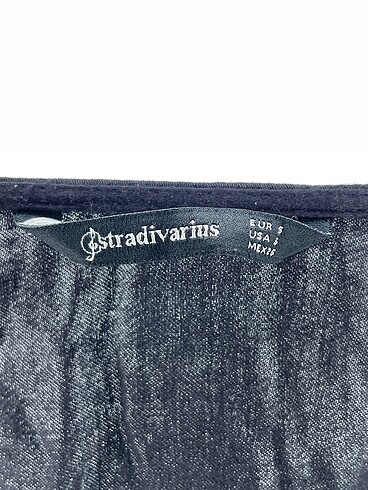 stradivarius
EUR S
USA S
MEX 26